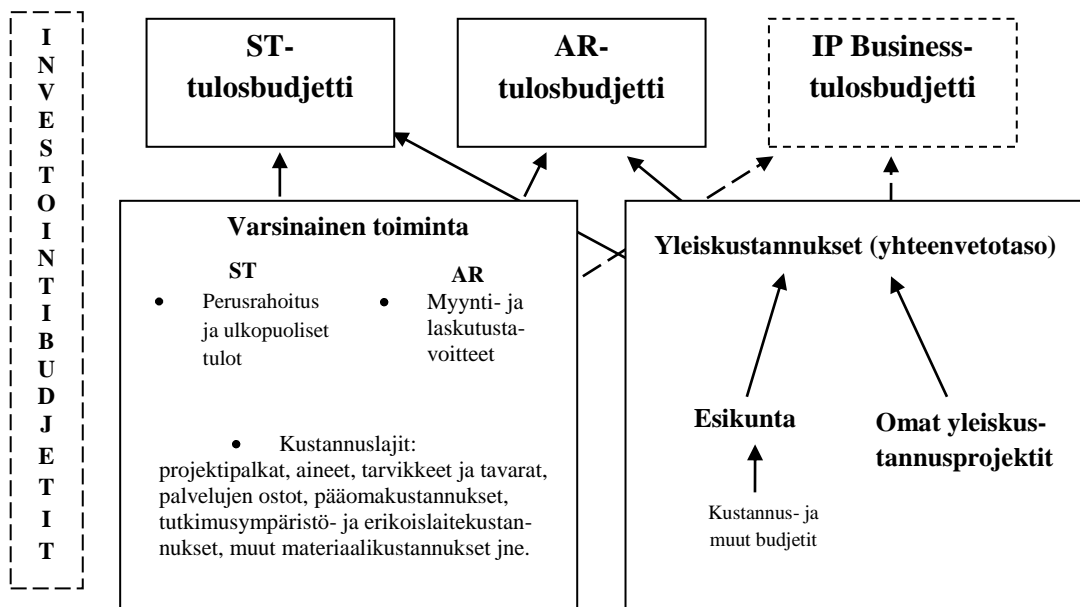 INVESTOINTIBUDJETIT
ST-
tulosbudjetti
AR-
tulosbudjetti
IP Business-
tulosbudjetti
Varsinainen toiminta
ST
• Perusrahoitus
ja ulkopuoliset
tulot
AR
• Myynti- ja
laskutusta-
voitteet
• Kustannuslajit:
projektipalkat, aineet, tarvikkeet ja tavarat,
palvelujen ostot, pääomakustannukset,
tutkimusympäristö- ja erikoislaitekustan-
nukset, muut materiaalikustannukset jne.
Yleiskustannukset (yhteenvetotaso)
Esikunta
Omat yleiskus-
tannusprojektit
Kustannus- ja
muut budjetit